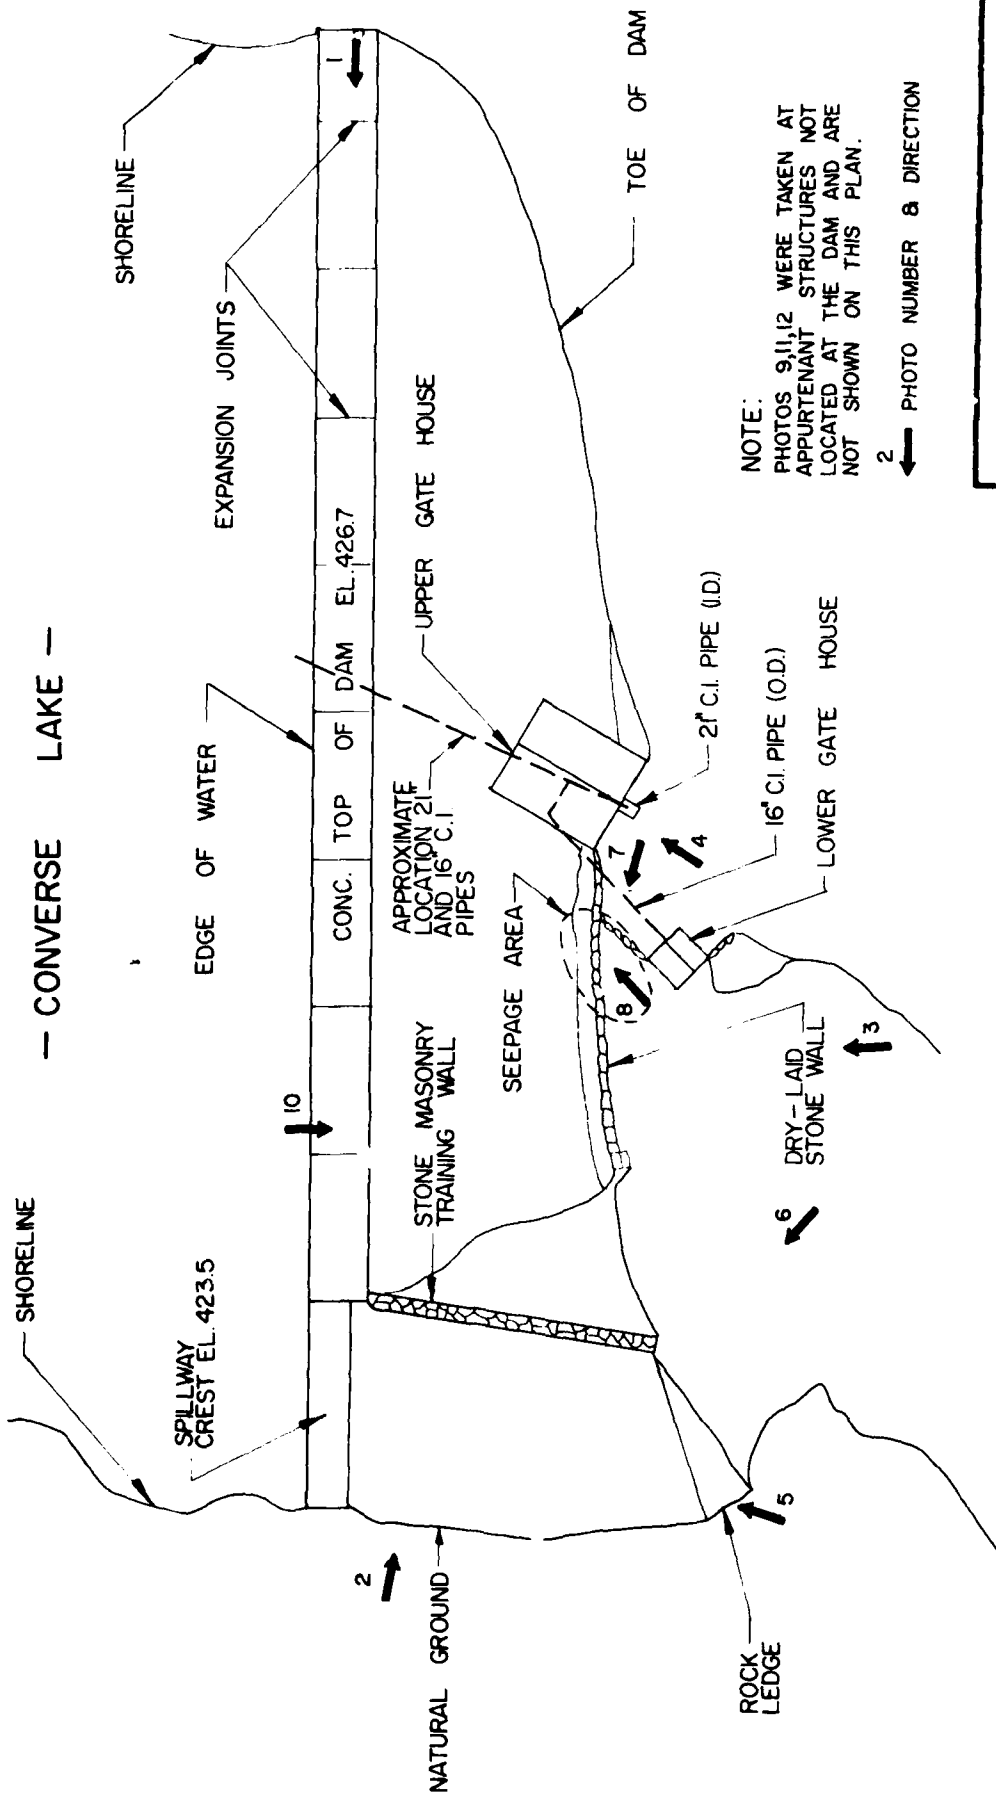 — CONVERSE LAKE —
SHORELINE
SHORELINE
EDGE OF WATER
EXPANSION JOINTS
SPILLWAY
CREST EL. 423.5
10
1
CONC. TOP OF DAM EL. 426.7
2
NATURAL GROUND
STONE MASONRY
TRAINING WALL
APPROXIMATE
LOCATION 21"
AND 16" C.I.
PIPES
UPPER GATE HOUSE
SEEPAGE AREA
TOE OF DAM
7
8
4
21" C.I. PIPE (I.D.)
16" C.I. PIPE (O.D.)
LOWER GATE HOUSE
ROCK
LEDGE
5
6
DRY-LAID
STONE WALL
3
NOTE:
PHOTOS 9,11,12 WERE TAKEN AT
APPURTENANT STRUCTURES NOT
LOCATED AT THE DAM AND ARE
NOT SHOWN ON THIS PLAN.
2
PHOTO NUMBER & DIRECTION